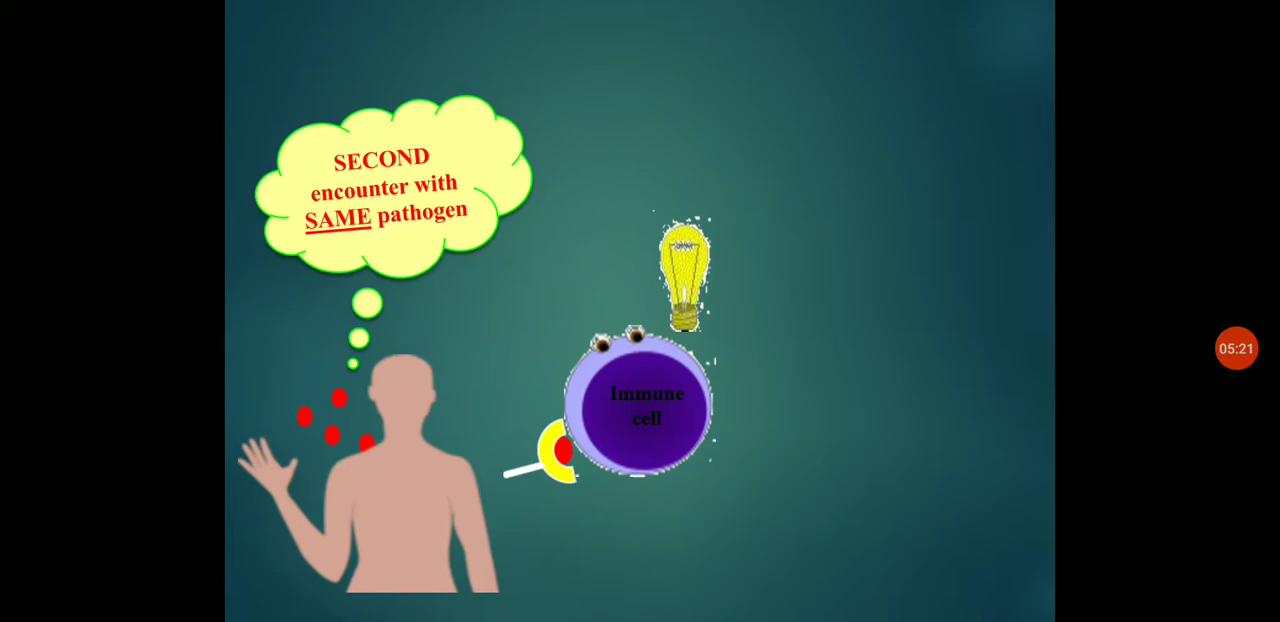 SECOND
encounter with
SAME pathogen
Immune
cell
05:21